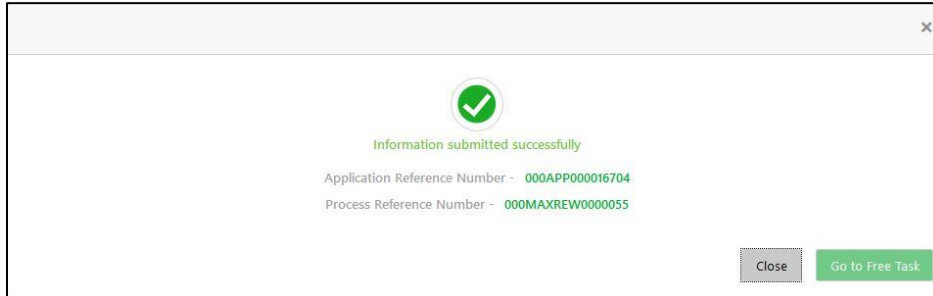 ×
Information submitted successfully
Application Reference Number - 000APP000016704
Process Reference Number - 000MAXREW0000055
Close Go to Free Task